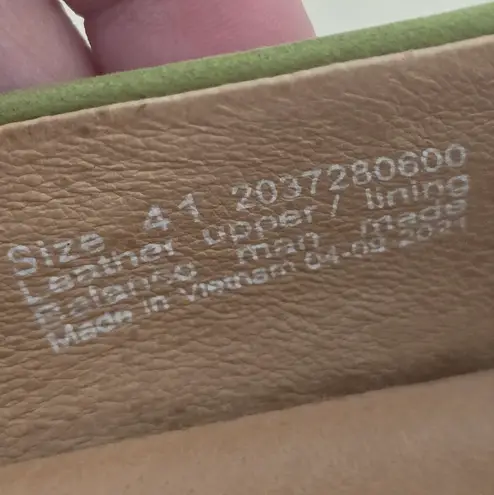 Size 41 2037280600
Leather upper / lining
Balance man made
Made in Vietnam 04-09 2021